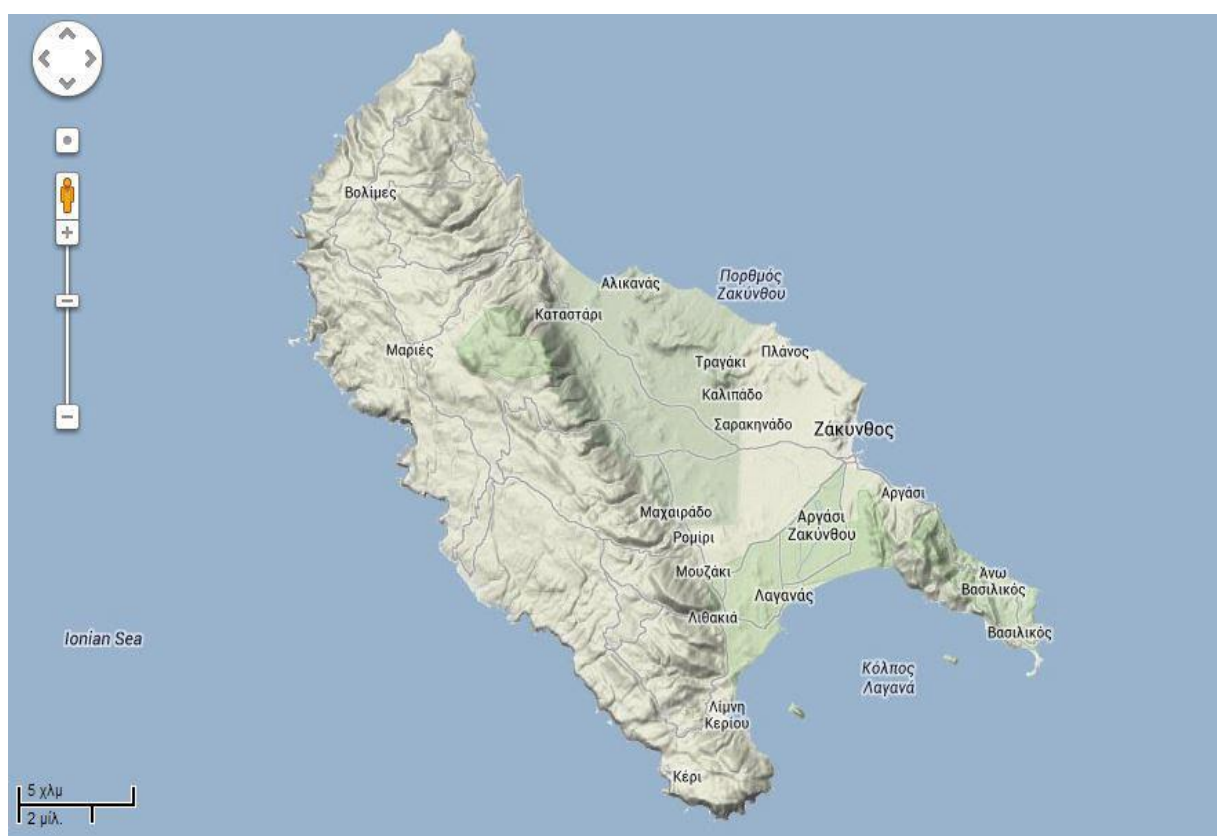 Βολίμες
Αλικανάς
Πορθμός
Ζακύνθου
Καταστάρι
Μαριές
Πλάνος
Τραγάκι
Καλιπάδο
Σαρακηνάδο
Ζάκυνθος
Αργάσι
Μαχαιράδο
Αργάσι
Ζακύνθου
Ρομίρι
Μουζάκι
Άνω
Βασιλικός
Λαγανάς
Λιθακιά
Βασιλικός
Ionian Sea
Κόλπος
Λαγανά
Λίμνη
Κερίου
Κέρι
5 χλμ
2 μίλ.